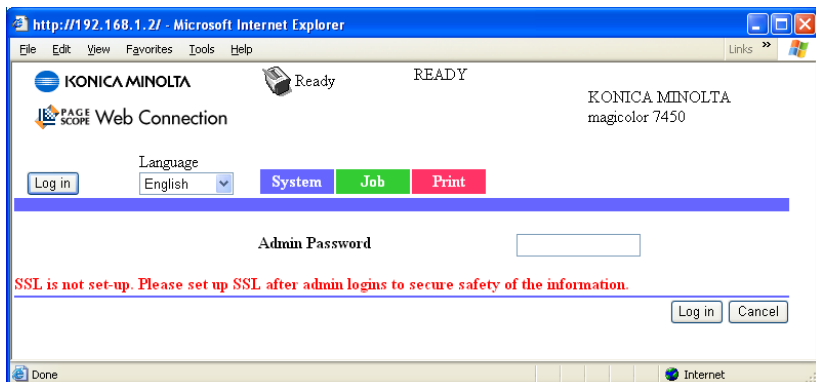 http://192.168.1.2/ - Microsoft Internet Explorer
File Edit View Favorites Tools Help Links »
KONICA MINOLTA Ready READY
KONICA MINOLTA
magicolor 7450
PAGE SCOPE Web Connection
Language
Log in English System Job Print
Admin Password
SSL is not set-up. Please set up SSL after admin logins to secure safety of the information.
Log in Cancel
Done Internet